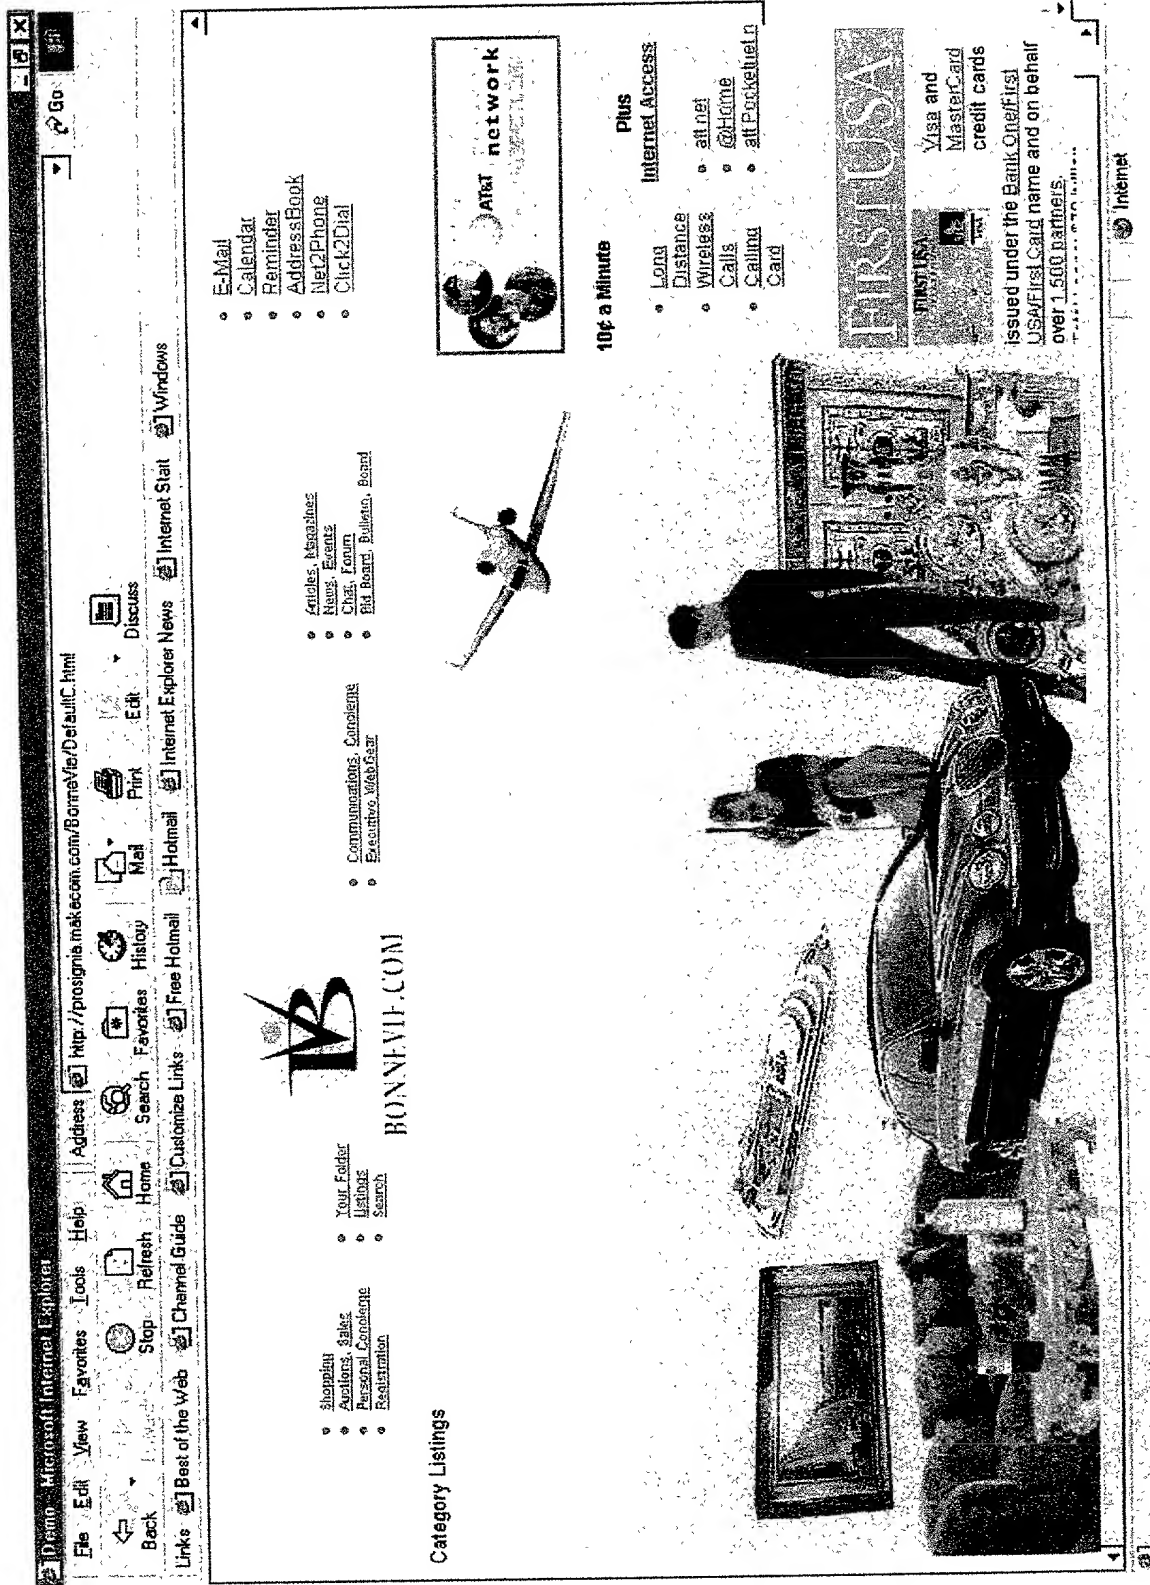 Demo - Microsoft Internet Explorer
File Edit View Favorites Tools Help Address http://prosignia.makecom.com/BonneVie/DefaultC.html Go
Back Stop Refresh Home Search Favorites History Mail Print Edit Discuss
Links Best of the Web Channel Guide Customize Links Free Hotmail Hotmail Internet Explorer News Internet Start Windows
E-Mail
Calendar
Reminder
AddressBook
Net2Phone
Click2Dial
Shopping
Auctions, Sales
Personal Concierge
Registration
Your Folder
Listings
Search
BONNEVIE.COM
Communications, Concierge
Executive WebGear
Articles, Magazines
News, Events
Chat, Forum
Bid Board, Bulletin, Board
Category Listings
AT&T network
10¢ a Minute
Long
Distance
Wireless
Calls
Calling
Card
Plus
Internet Access
att.net
@Home
att Pocketnet
FIRST USA
FIRST USA
Visa and
MasterCard
credit cards
issued under the Bank One/First
USA/First Card name and on behalf
over 1,500 partners.
Internet